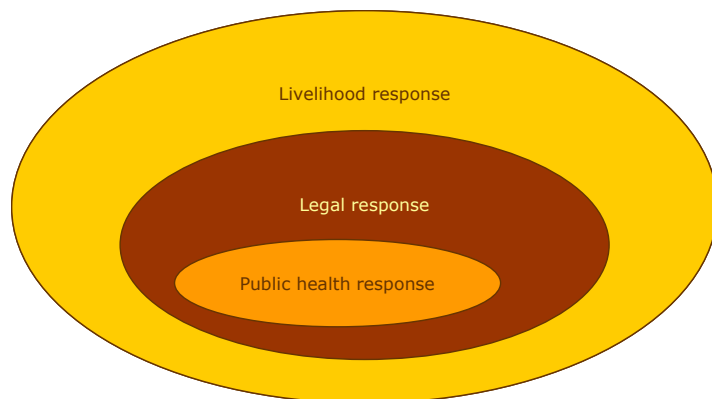 Livelihood response
Legal response
Public health response